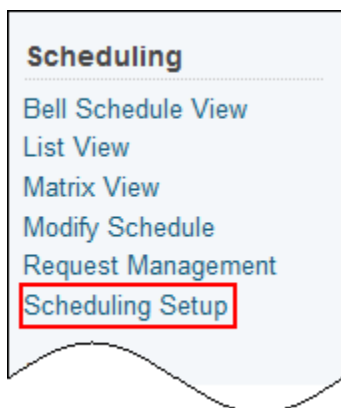 Scheduling
Bell Schedule View
List View
Matrix View
Modify Schedule
Request Management
Scheduling Setup